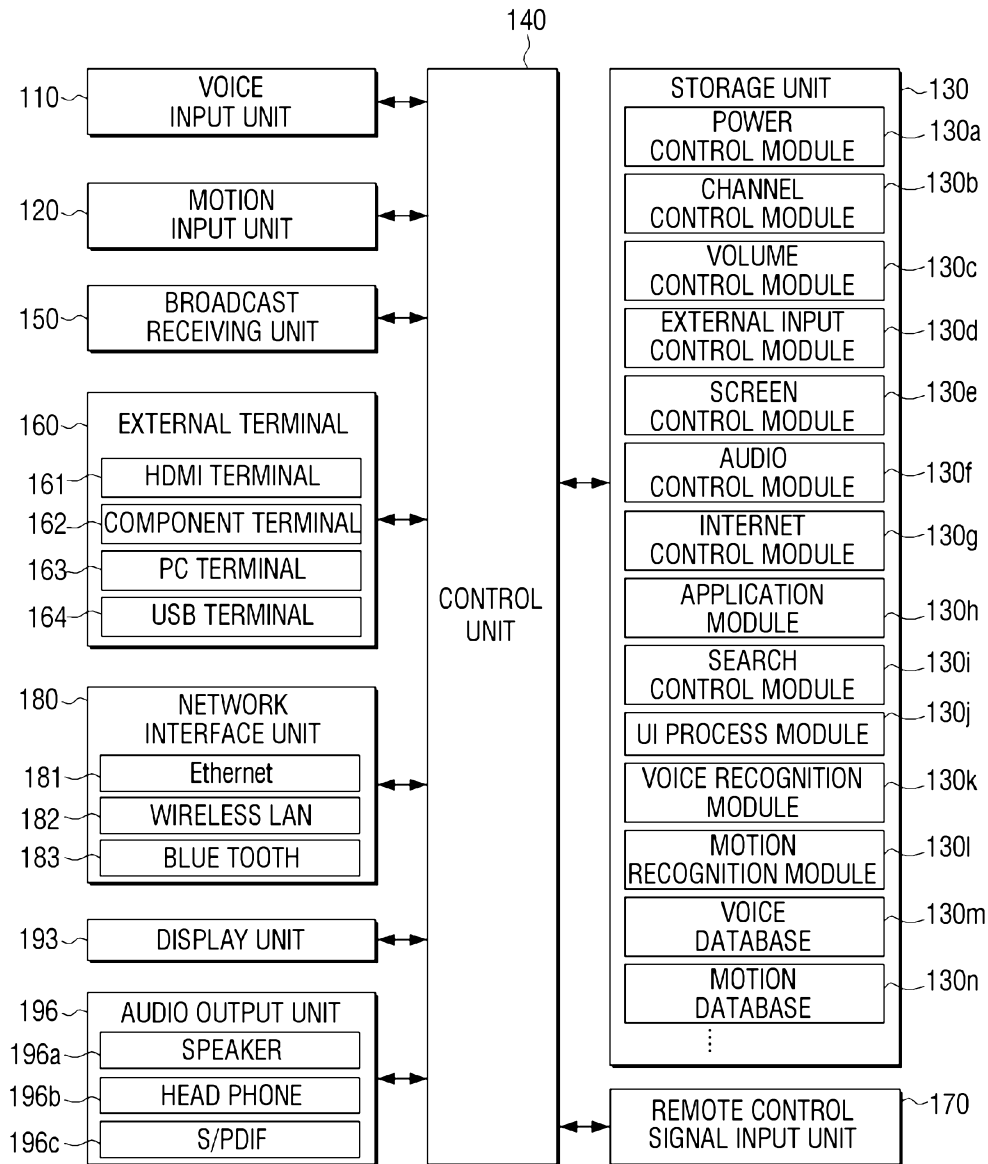 140
110
VOICE
INPUT UNIT
120
MOTION
INPUT UNIT
150
BROADCAST
RECEIVING UNIT
160
EXTERNAL TERMINAL
161
HDMI TERMINAL
162
COMPONENT TERMINAL
163
PC TERMINAL
164
USB TERMINAL
180
NETWORK
INTERFACE UNIT
181
Ethernet
182
WIRELESS LAN
183
BLUE TOOTH
193
DISPLAY UNIT
196
AUDIO OUTPUT UNIT
196a
SPEAKER
196b
HEAD PHONE
196c
S/PDIF
CONTROL
UNIT
STORAGE UNIT
130
POWER
CONTROL MODULE
130a
CHANNEL
CONTROL MODULE
130b
VOLUME
CONTROL MODULE
130c
EXTERNAL INPUT
CONTROL MODULE
130d
SCREEN
CONTROL MODULE
130e
AUDIO
CONTROL MODULE
130f
INTERNET
CONTROL MODULE
130g
APPLICATION
MODULE
130h
SEARCH
CONTROL MODULE
130i
UI PROCESS MODULE
130j
VOICE RECOGNITION
MODULE
130k
MOTION
RECOGNITION MODULE
130l
VOICE
DATABASE
130m
MOTION
DATABASE
130n
REMOTE CONTROL
SIGNAL INPUT UNIT
170